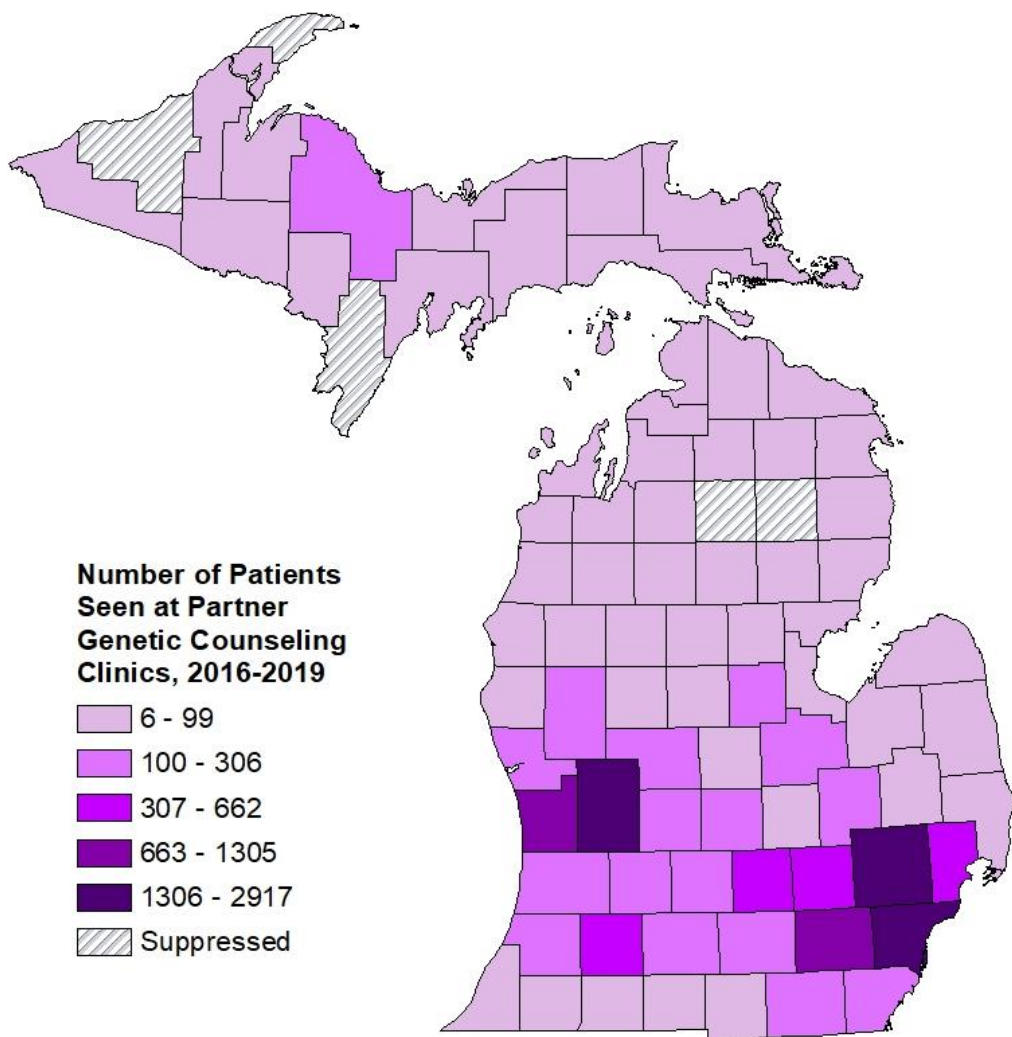 Number of Patients
Seen at Partner
Genetic Counseling
Clinics, 2016-2019
6 - 99
100 - 306
307 - 662
663 - 1305
1306 - 2917
Suppressed